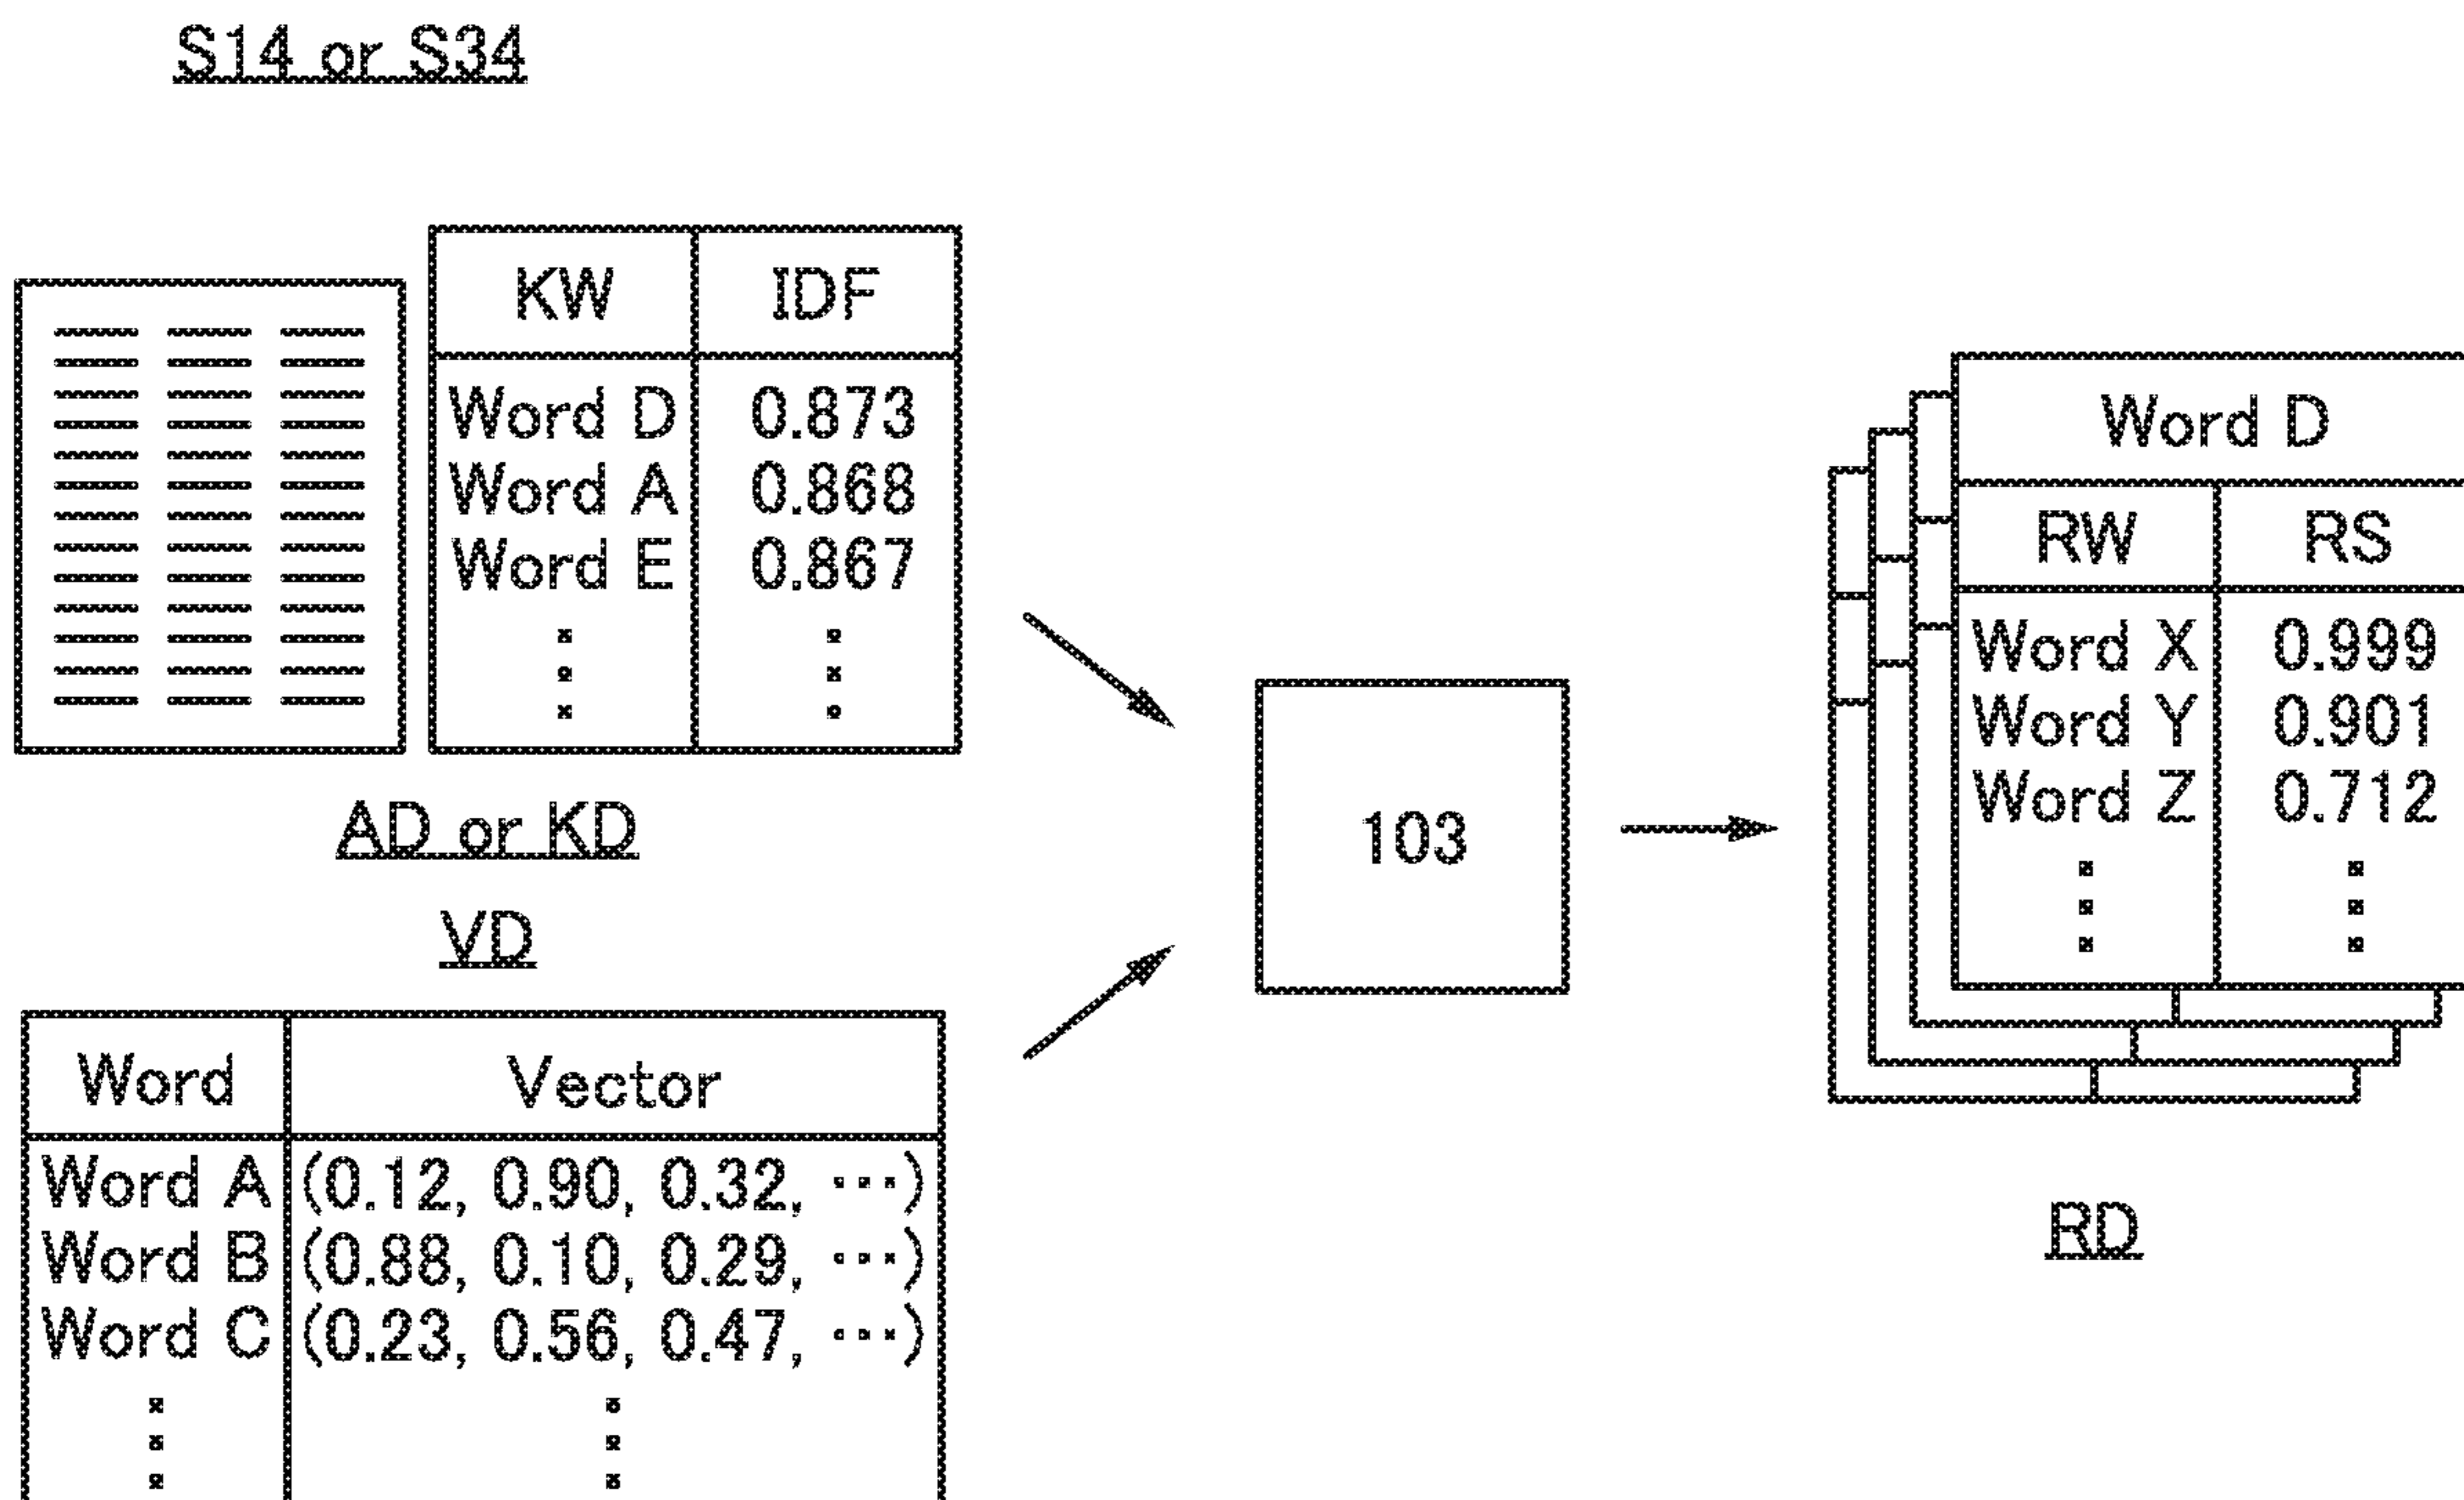 S14 or S34
KW IDF
Word D 0.873
Word A 0.868
Word E 0.867
AD or KD
VD
Word Vector
Word A (0.12, 0.90, 0.32, ⋯)
Word B (0.88, 0.10, 0.29, ⋯)
Word C (0.23, 0.56, 0.47, ⋯)
103
Word D
RW RS
Word X 0.999
Word Y 0.901
Word Z 0.712
RD